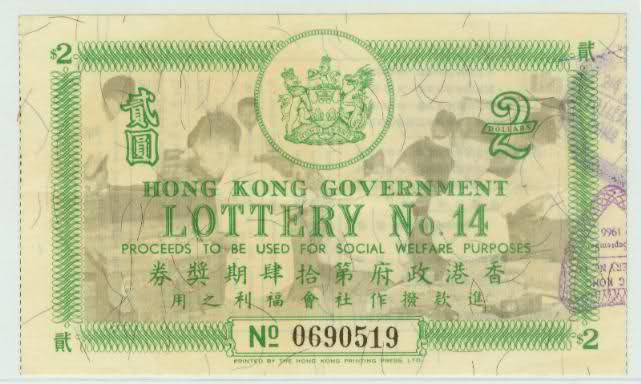 $2
貳
貳圓
2
DOLLARS
HONG KONG GOVERNMENT
LOTTERY No. 14
PROCEEDS TO BE USED FOR SOCIAL WELFARE PURPOSES
香港政府第拾肆期獎券
進款撥作社會福利之用
貳
No 0690519
$2
PRINTED BY THE HONG KONG PRINTING PRESS LTD.
September
1966